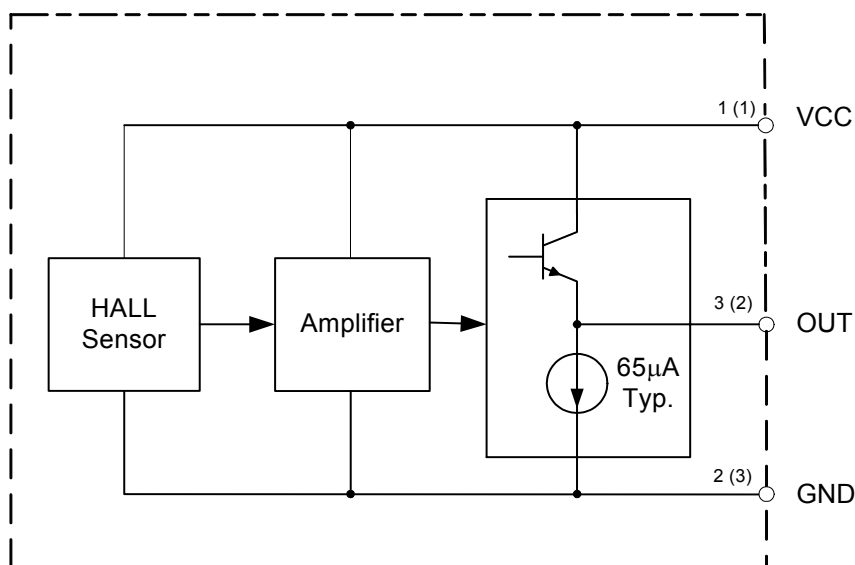 1 (1)
VCC
HALL
Sensor
Amplifier
3 (2)
OUT
65μA
Typ.
2 (3)
GND